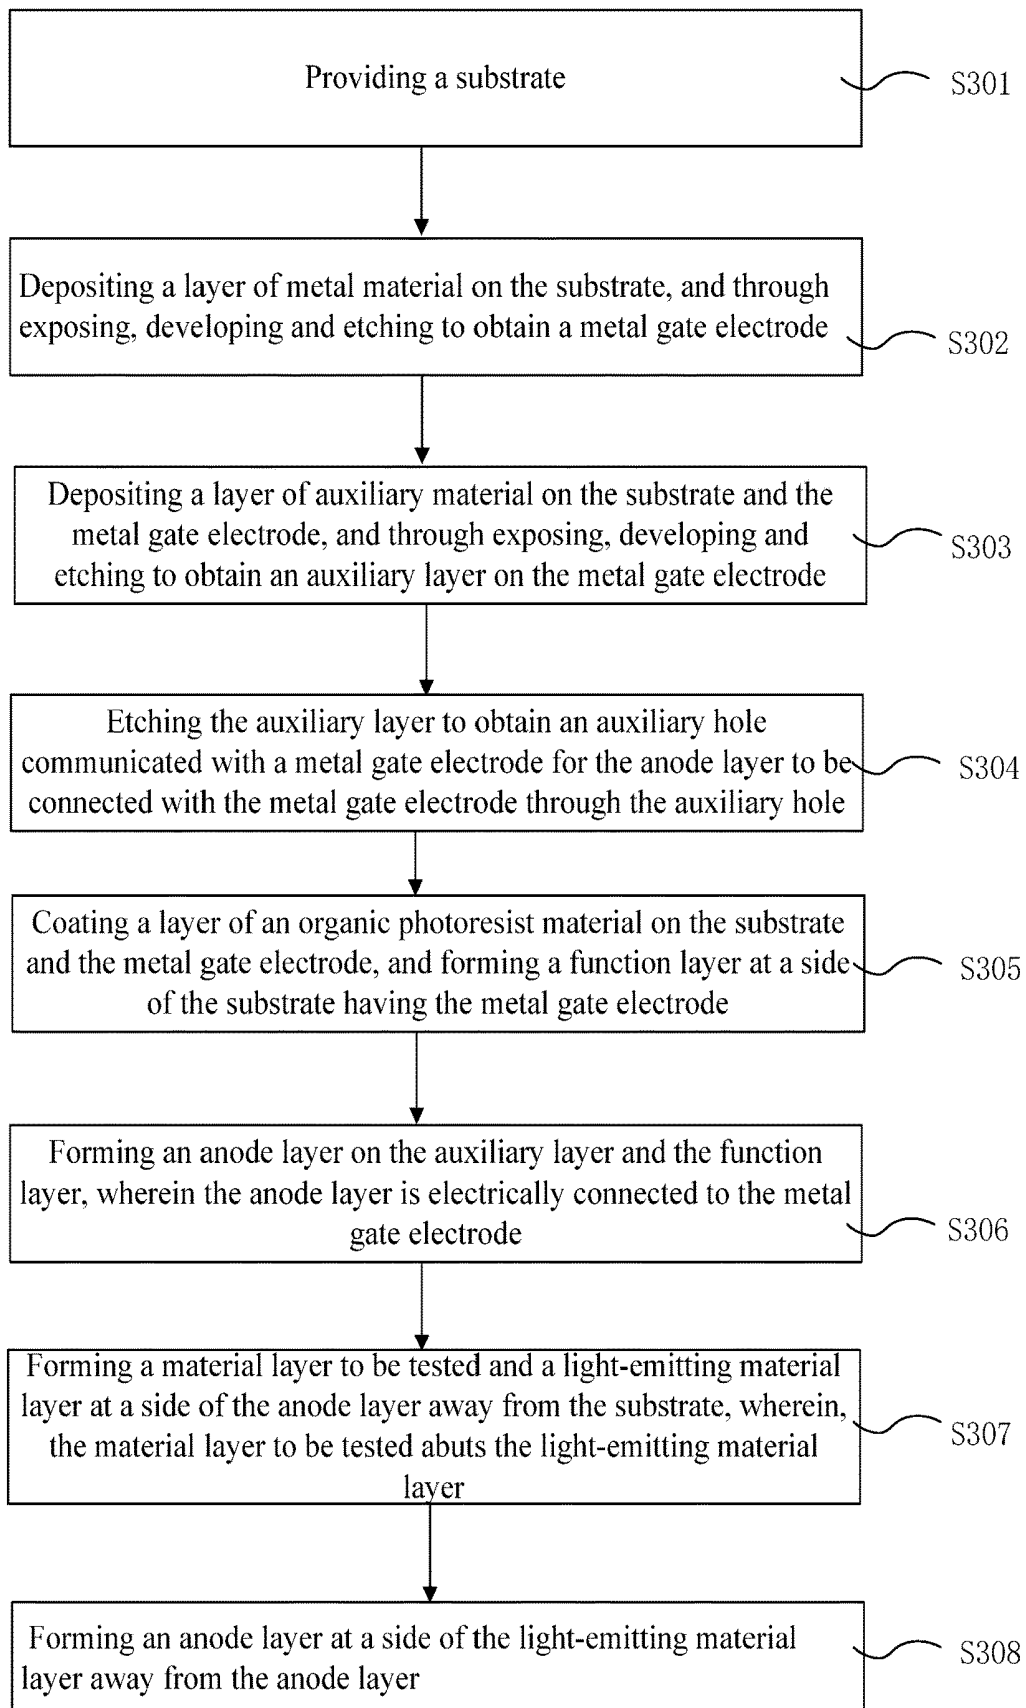 Providing a substrate
S301
Depositing a layer of metal material on the substrate, and through
exposing, developing and etching to obtain a metal gate electrode
S302
Depositing a layer of auxiliary material on the substrate and the
metal gate electrode, and through exposing, developing and
etching to obtain an auxiliary layer on the metal gate electrode
S303
Etching the auxiliary layer to obtain an auxiliary hole
communicated with a metal gate electrode for the anode layer to be
connected with the metal gate electrode through the auxiliary hole
S304
Coating a layer of an organic photoresist material on the substrate
and the metal gate electrode, and forming a function layer at a side
of the substrate having the metal gate electrode
S305
Forming an anode layer on the auxiliary layer and the function
layer, wherein the anode layer is electrically connected to the metal
gate electrode
S306
Forming a material layer to be tested and a light-emitting material
layer at a side of the anode layer away from the substrate, wherein,
the material layer to be tested abuts the light-emitting material
layer
S307
Forming an anode layer at a side of the light-emitting material
layer away from the anode layer
S308